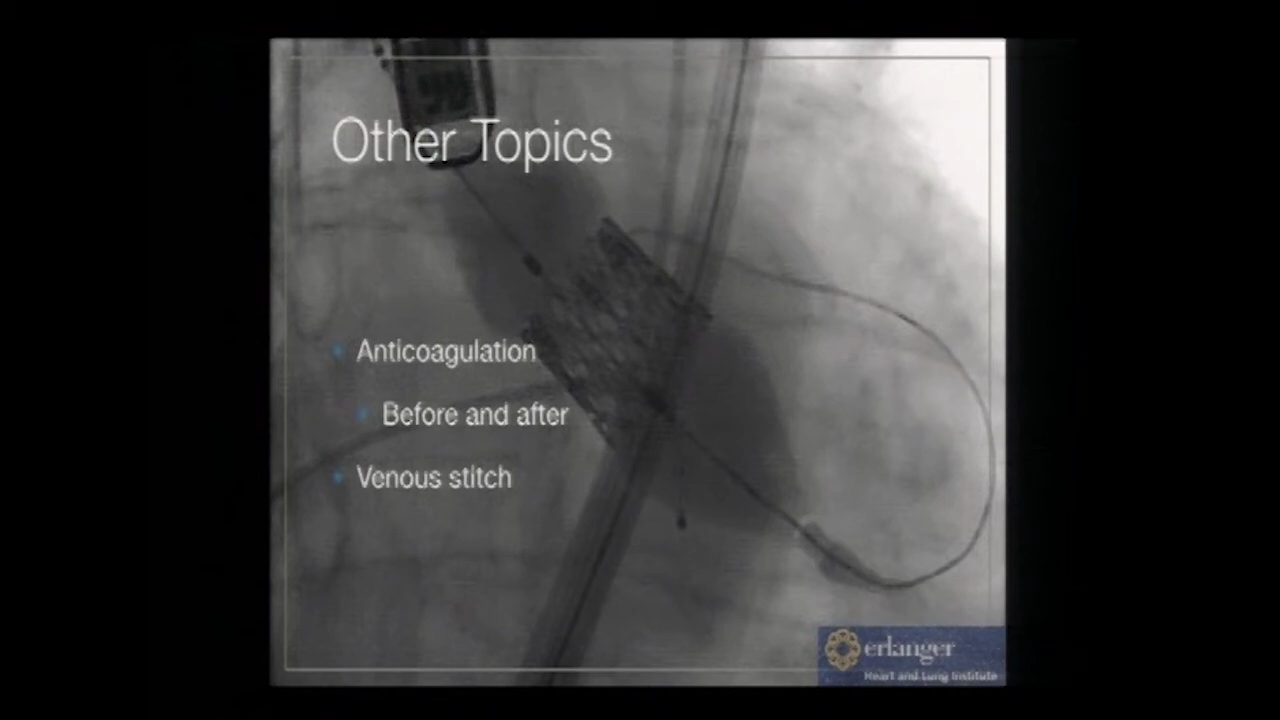 Other Topics
Anticoagulation
Before and after
Venous stitch
erlanger
Heart and Lung Institute